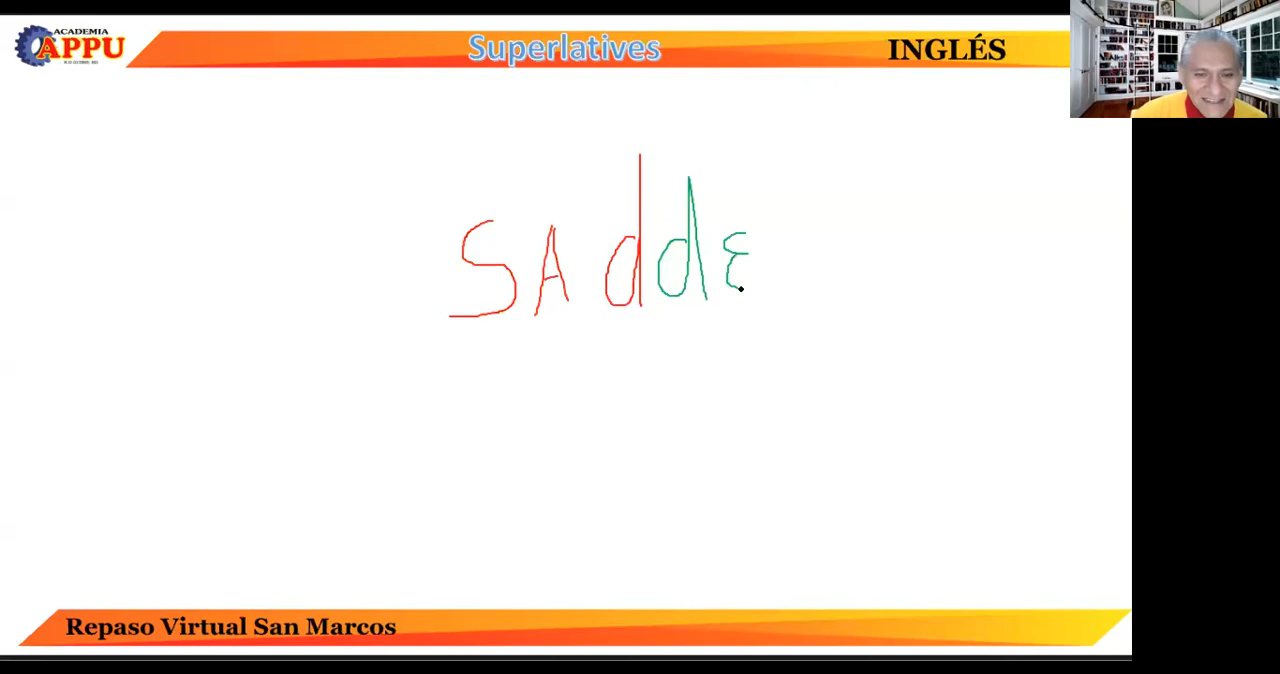 ACADEMIA
APPU
Superlatives
INGLÉS
SAddE
Repaso Virtual San Marcos